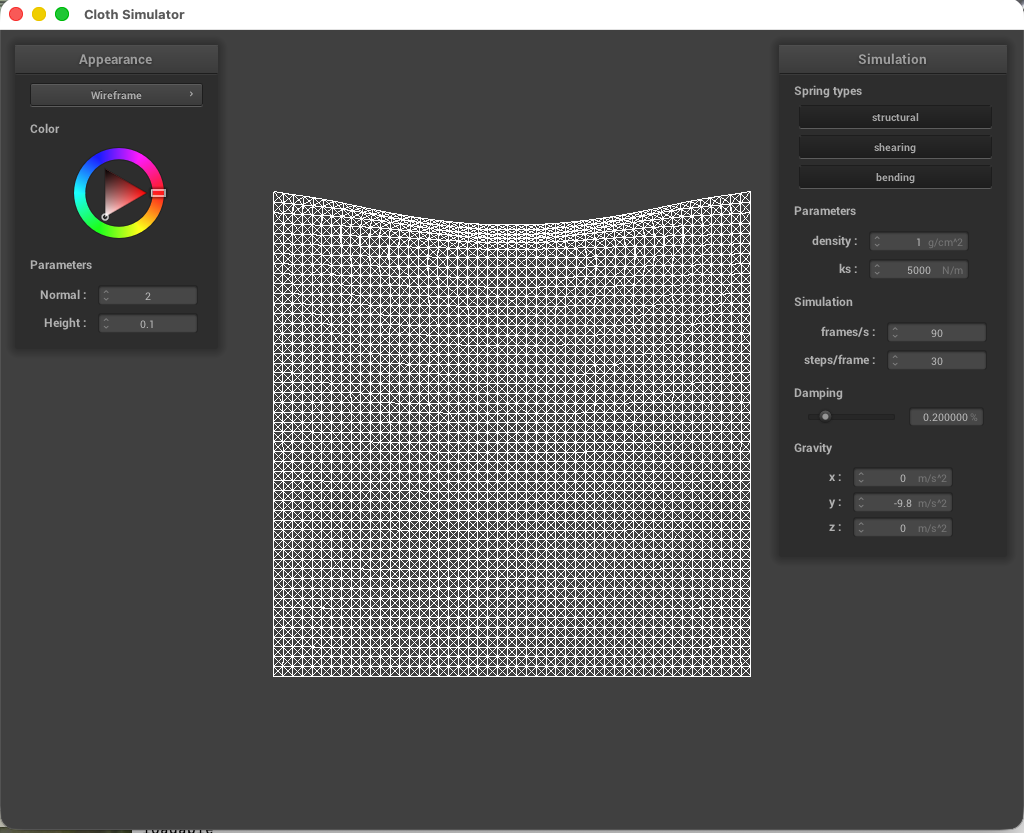 Cloth Simulator
Appearance
Wireframe
Color
Parameters
Normal : 2
Height : 0.1
Simulation
Spring types
structural
shearing
bending
Parameters
density : 1 g/cm^2
ks : 5000 N/m
Simulation
frames/s : 90
steps/frame : 30
Damping
0.200000 %
Gravity
x : 0 m/s^2
y : -9.8 m/s^2
z : 0 m/s^2